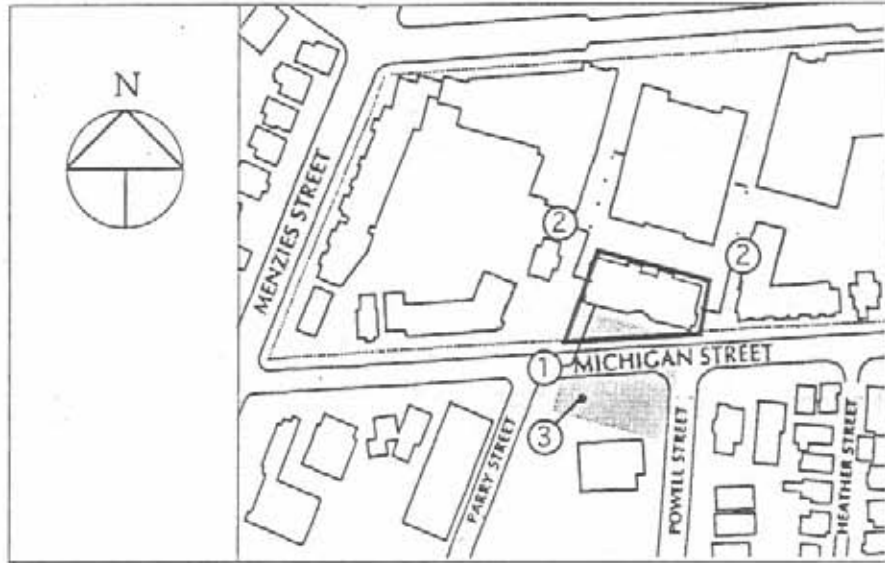 N
MENZIES STREET
2
2
1
MICHIGAN STREET
3
PARRY STREET
POWELL STREET
HEATHER STREET